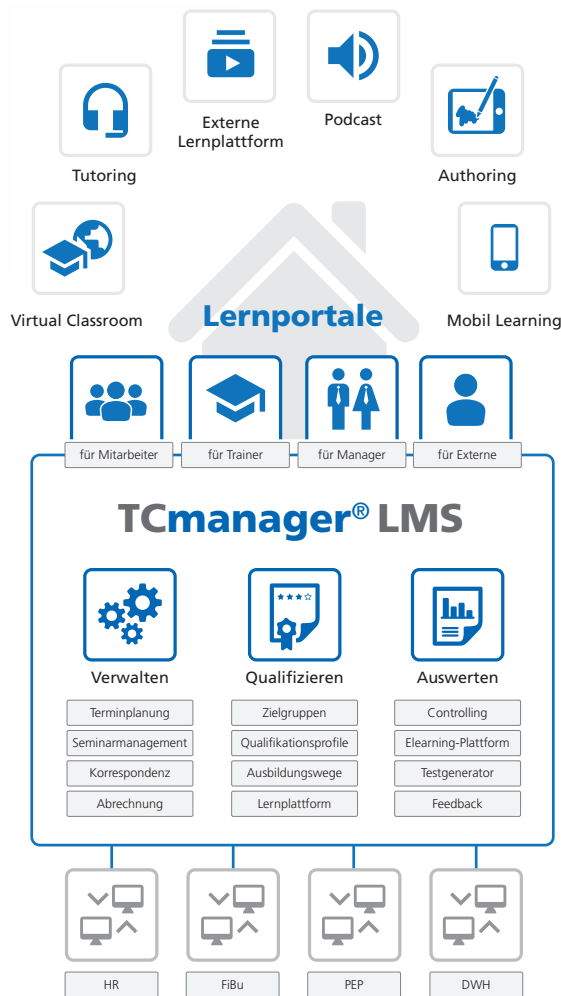 Externe
Lernplattform
Podcast
Tutoring
Authoring
Virtual Classroom
Lernportale
Mobil Learning
für Mitarbeiter
für Trainer
für Manager
für Externe
TCmanager® LMS
Verwalten
Qualifizieren
Auswerten
Terminplanung
Zielgruppen
Controlling
Seminarmanagement
Qualifikationsprofile
Elearning-Plattform
Korrespondenz
Ausbildungswege
Testgenerator
Abrechnung
Lernplattform
Feedback
HR
FiBu
PEP
DWH